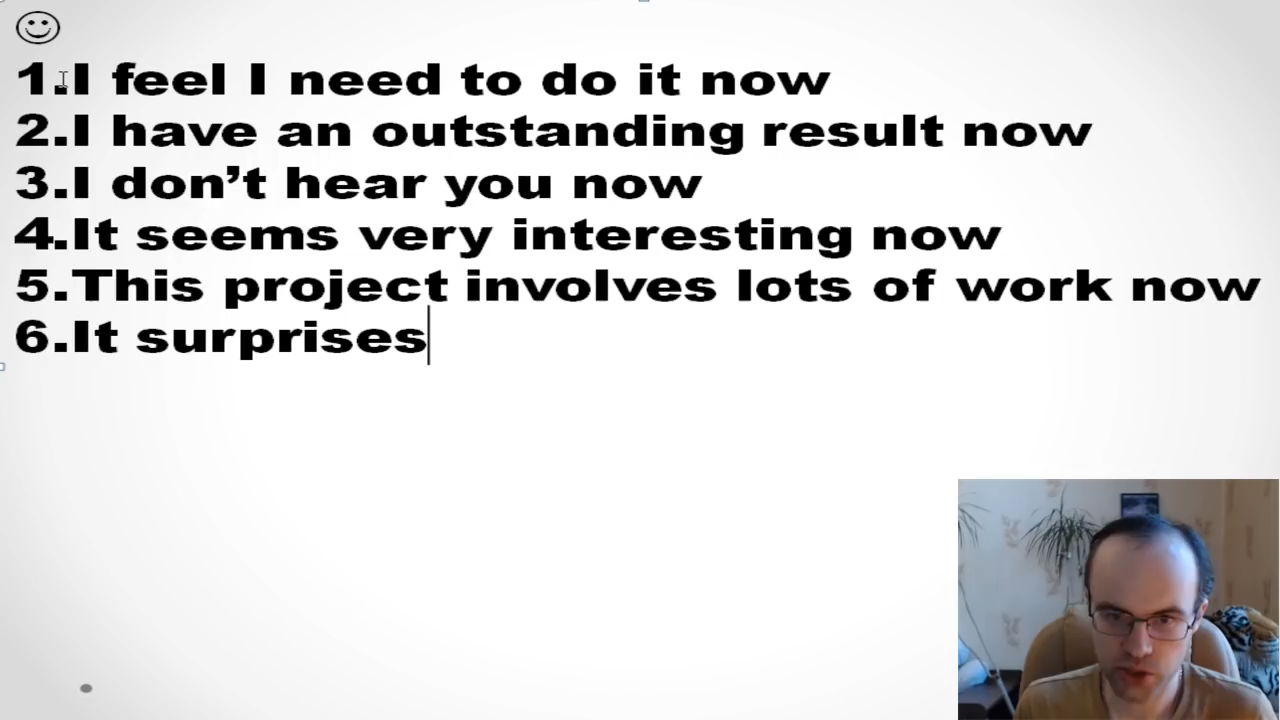 1.I feel I need to do it now
2.I have an outstanding result now
3.I don’t hear you now
4.It seems very interesting now
5.This project involves lots of work now
6.It surprises